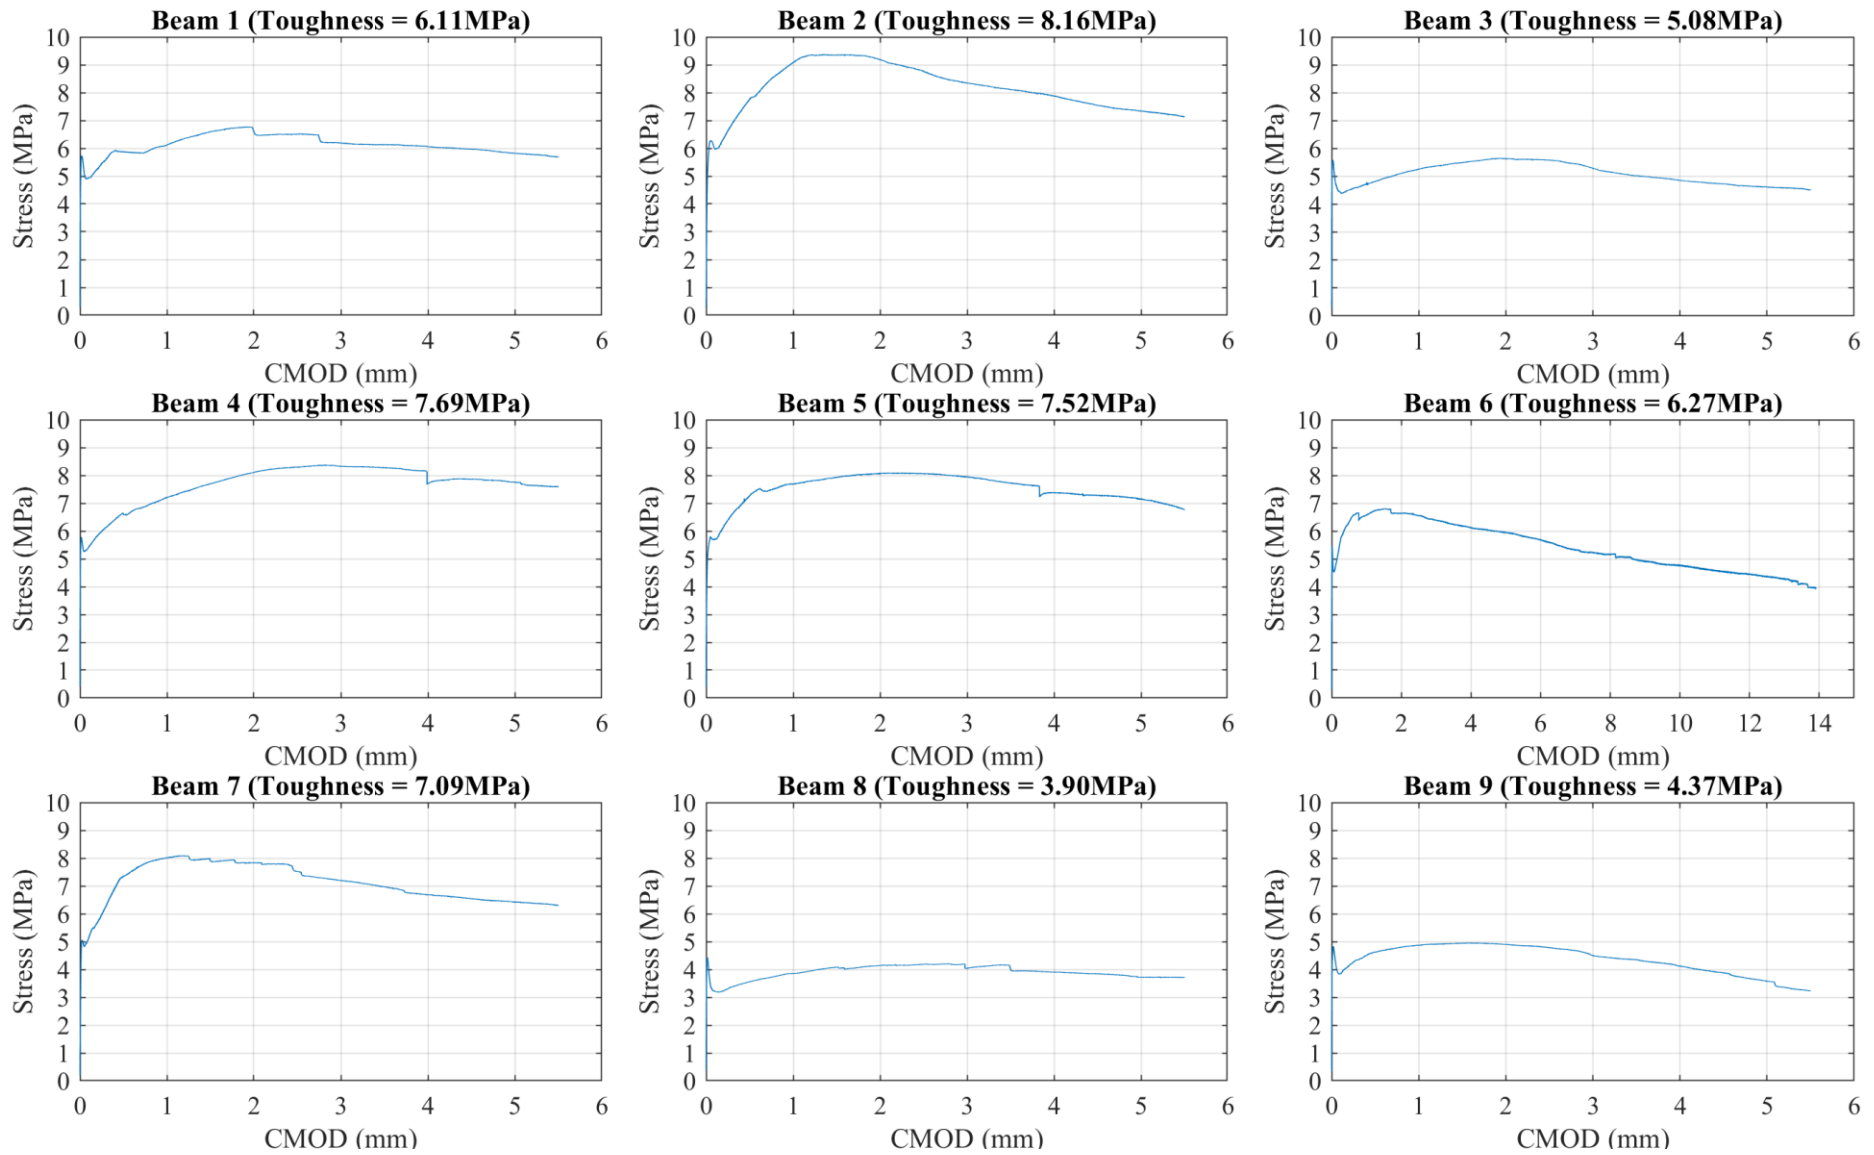 Beam 1 (Toughness = 6.11MPa)
10
9
8
7
6
5
4
3
2
1
0
Stress (MPa)
0 1 2 3 4 5 6
CMOD (mm)
Beam 2 (Toughness = 8.16MPa)
10
9
8
7
6
5
4
3
2
1
0
Stress (MPa)
0 1 2 3 4 5 6
CMOD (mm)
Beam 3 (Toughness = 5.08MPa)
10
9
8
7
6
5
4
3
2
1
0
Stress (MPa)
0 1 2 3 4 5 6
CMOD (mm)
Beam 4 (Toughness = 7.69MPa)
10
9
8
7
6
5
4
3
2
1
0
Stress (MPa)
0 1 2 3 4 5 6
CMOD (mm)
Beam 5 (Toughness = 7.52MPa)
10
9
8
7
6
5
4
3
2
1
0
Stress (MPa)
0 1 2 3 4 5 6
CMOD (mm)
Beam 6 (Toughness = 6.27MPa)
10
9
8
7
6
5
4
3
2
1
0
Stress (MPa)
0 2 4 6 8 10 12 14
CMOD (mm)
Beam 7 (Toughness = 7.09MPa)
10
9
8
7
6
5
4
3
2
1
0
Stress (MPa)
0 1 2 3 4 5 6
CMOD (mm)
Beam 8 (Toughness = 3.90MPa)
10
9
8
7
6
5
4
3
2
1
0
Stress (MPa)
0 1 2 3 4 5 6
CMOD (mm)
Beam 9 (Toughness = 4.37MPa)
10
9
8
7
6
5
4
3
2
1
0
Stress (MPa)
0 1 2 3 4 5 6
CMOD (mm)